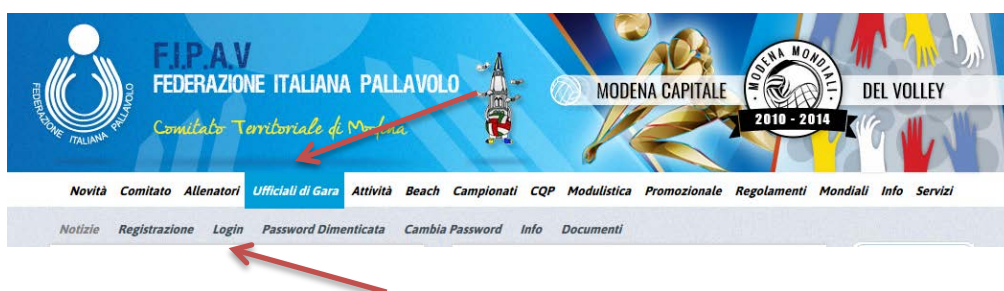 F.I.P.A.V
FEDERAZIONE ITALIANA PALLAVOLO
Comitato Territoriale di Modena
FEDERAZIONE ITALIANA PALLAVOLO
MODENA CAPITALE
MODENA MONDIALI
2010 - 2014
DEL VOLLEY
Novità Comitato Allenatori Ufficiali di Gara Attività Beach Campionati CQP Modulistica Promozionale Regolamenti Mondiali Info Servizi
Notizie Registrazione Login Password Dimenticata Cambia Password Info Documenti